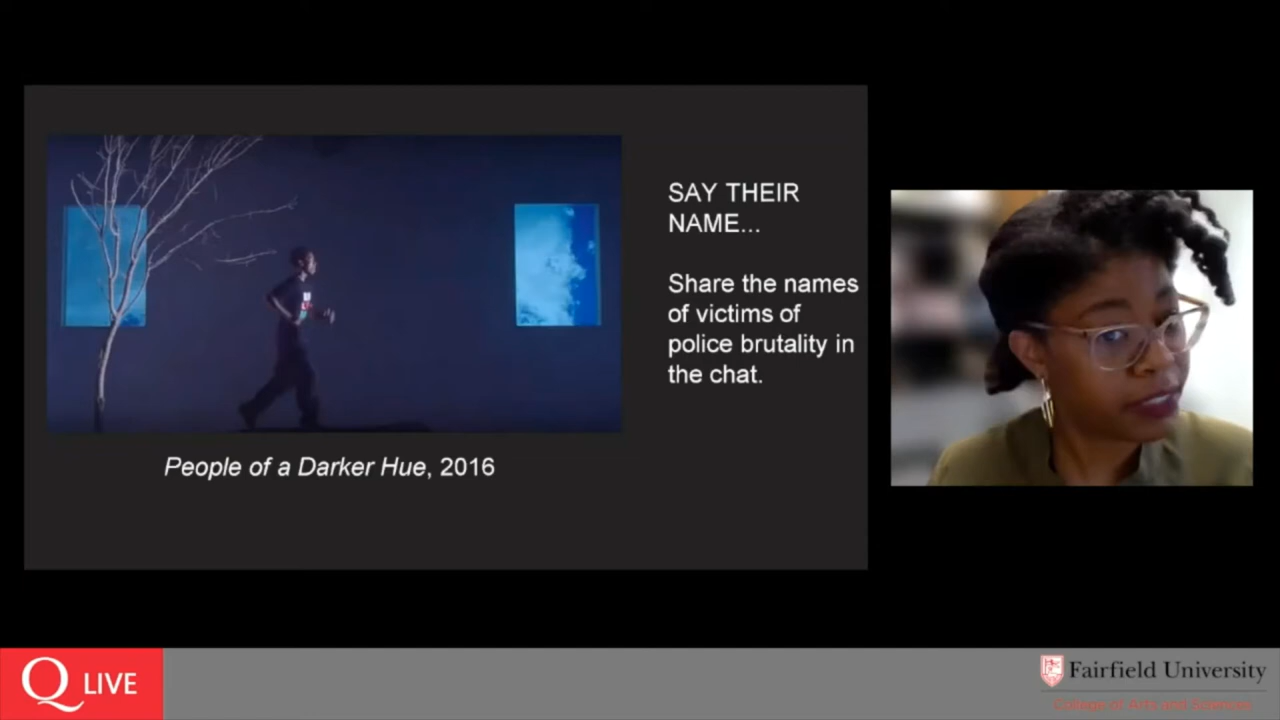 SAY THEIR
NAME...
Share the names
of victims of
police brutality in
the chat.
People of a Darker Hue, 2016
Q LIVE
Fairfield University
College of Arts and Sciences